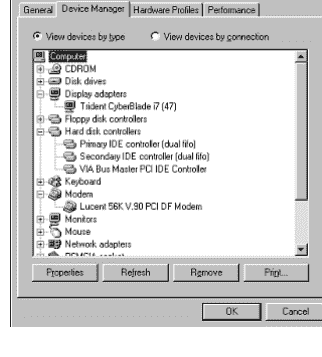 General Device Manager Hardware Profiles Performance
View devices by type View devices by connection
Computer
CDROM
Disk drives
Display adapters
Trident CyberBlade i7 (47)
Floppy disk controllers
Hard disk controllers
Primary IDE controller (dual fifo)
Secondary IDE controller (dual fifo)
VIA Bus Master PCI IDE Controller
Keyboard
Modem
Lucent 56K V.90 PCI DF Modem
Monitors
Mouse
Network adapters
PCMCIA socket
Properties Refresh Remove Print...
OK Cancel